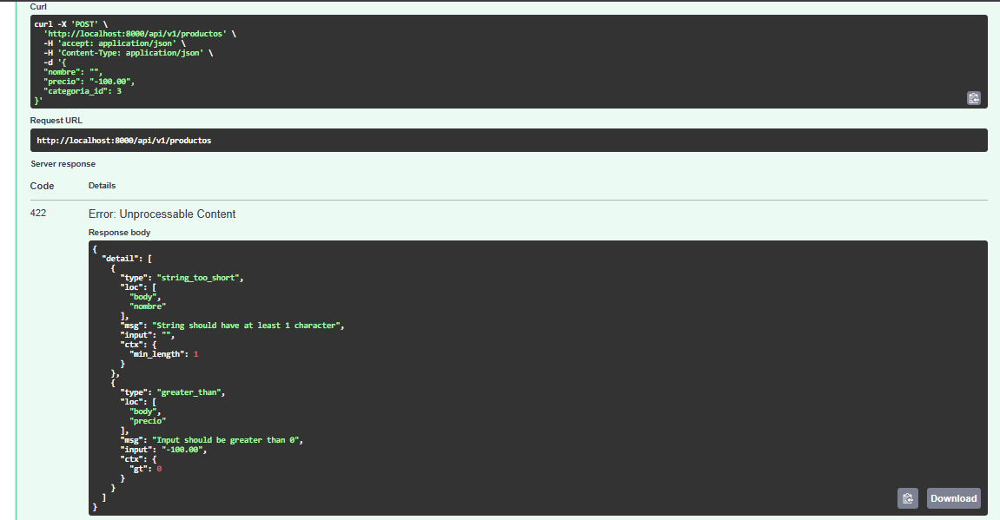 Curl
curl -X 'POST' \
  'http://localhost:8000/api/v1/productos' \
  -H 'accept: application/json' \
  -H 'Content-Type: application/json' \
  -d '{
  "nombre": "",
  "precio": "-100.00",
  "categoria_id": 3
}'
Request URL
http://localhost:8000/api/v1/productos
Server response
Code Details
422 Error: Unprocessable Content
Response body
{
  "detail": [
    {
      "type": "string_too_short",
      "loc": [
        "body",
        "nombre"
      ],
      "msg": "String should have at least 1 character",
      "input": "",
      "ctx": {
        "min_length": 1
      }
    },
    {
      "type": "greater_than",
      "loc": [
        "body",
        "precio"
      ],
      "msg": "Input should be greater than 0",
      "input": "-100.00",
      "ctx": {
        "gt": 0
      }
    }
  ]
}
Download